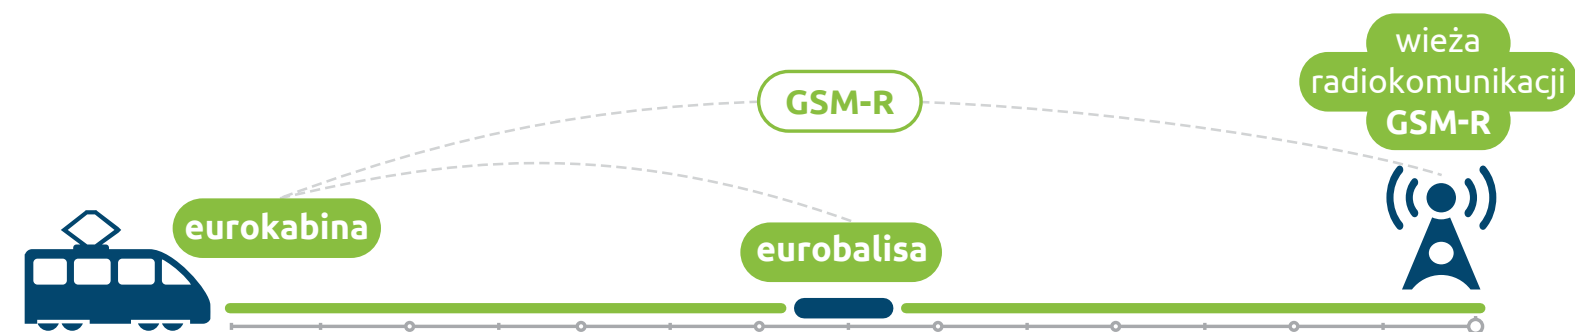 wieża
radiokomunikacji
GSM-R
GSM-R
eurokabina
eurobalisa